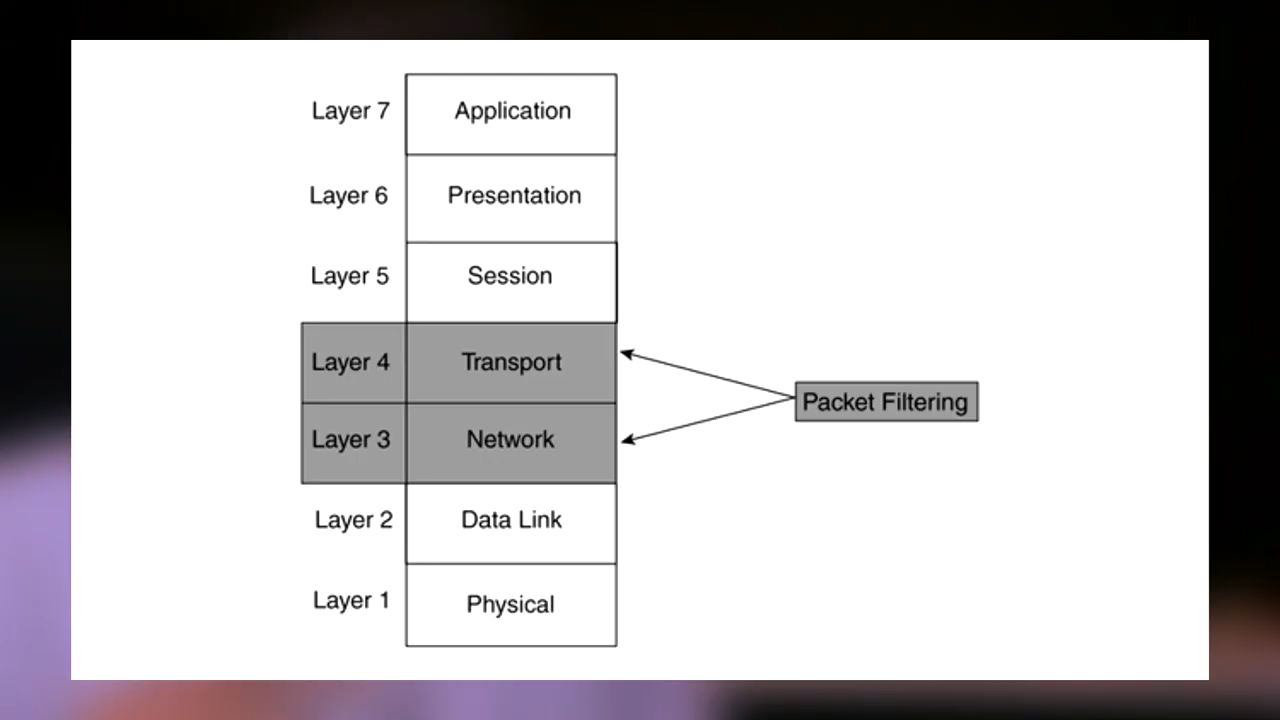 Layer 7 Application
Layer 6 Presentation
Layer 5 Session
Layer 4 Transport
Packet Filtering
Layer 3 Network
Layer 2 Data Link
Layer 1 Physical